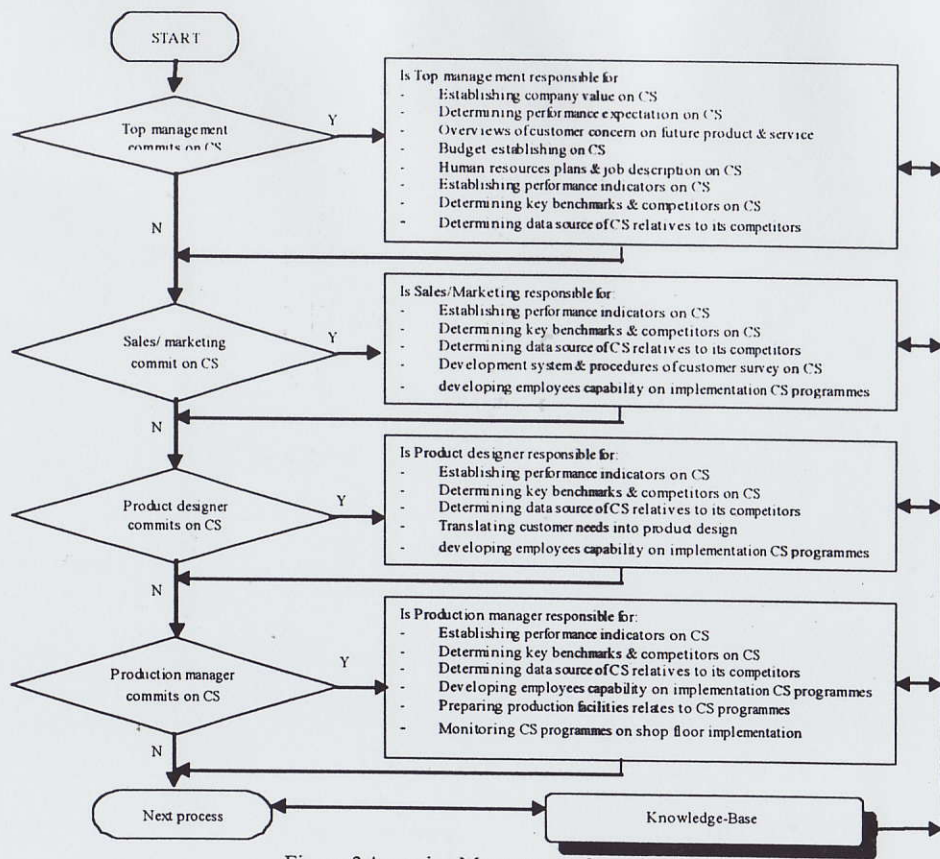 START
Top management
commits on CS
Y
N
Is Top management responsible for
- Establishing company value on CS
- Determining performance expectation on CS
- Overviews of customer concern on future product & service
- Budget establishing on CS
- Human resources plans & job description on CS
- Establishing performance indicators on CS
- Determining key benchmarks & competitors on CS
- Determining data source of CS relatives to its competitors
Sales/ marketing
commit on CS
Y
N
Is Sales/Marketing responsible for:
- Establishing performance indicators on CS
- Determining key benchmarks & competitors on CS
- Determining data source of CS relatives to its competitors
- Development system & procedures of customer survey on CS
- developing employees capability on implementation CS programmes
Product designer
commits on CS
Y
N
Is Product designer responsible for:
- Establishing performance indicators on CS
- Determining key benchmarks & competitors on CS
- Determining data source of CS relatives to its competitors
- Translating customer needs into product design
- developing employees capability on implementation CS programmes
Production manager
commits on CS
Y
N
Is Production manager responsible for:
- Establishing performance indicators on CS
- Determining key benchmarks & competitors on CS
- Determining data source of CS relatives to its competitors
- Developing employees capability on implementation CS programmes
- Preparing production facilities relates to CS programmes
- Monitoring CS programmes on shop floor implementation
Next process
Knowledge-Base